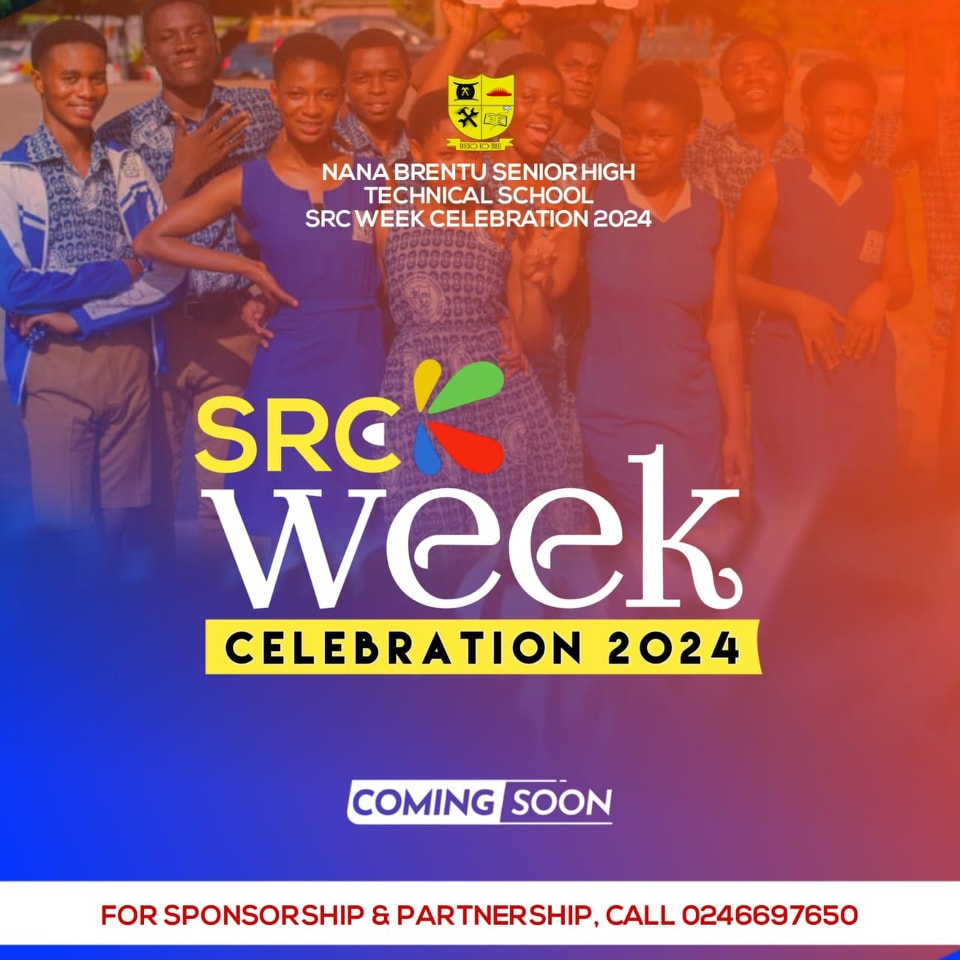 NANA BRENTU SENIOR HIGH
TECHNICAL SCHOOL
SRC WEEK CELEBRATION 2024
SRC
week
CELEBRATION 2024
COMING SOON
FOR SPONSORSHIP & PARTNERSHIP, CALL 0246697650